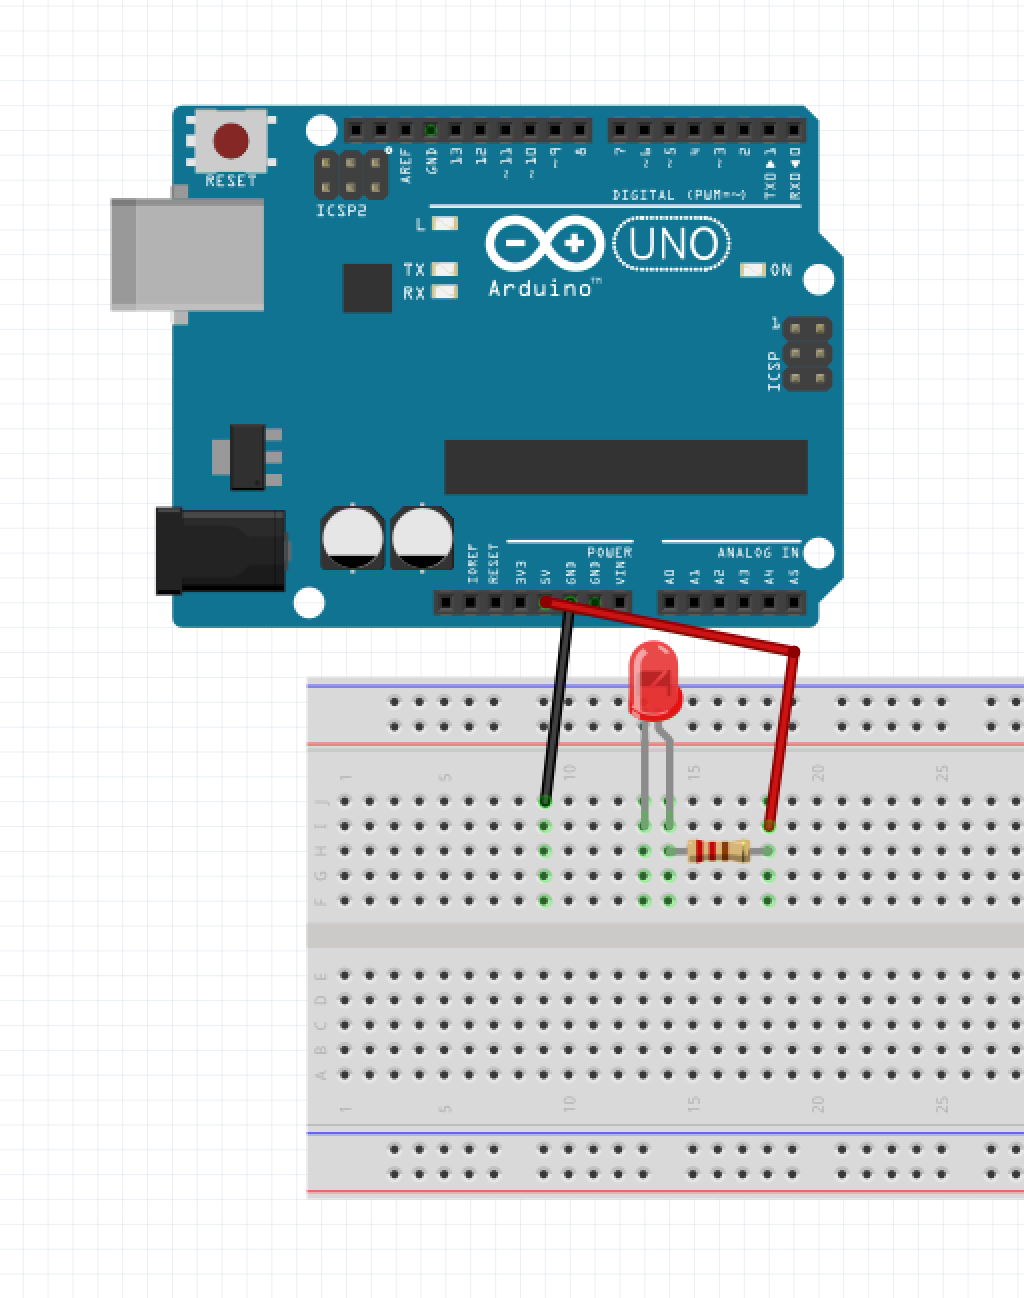 RESET
ICSP2
AREF
GND
13
12
~11
~10
~9
8
7
~6
~5
4
~3
2
TXD▶1
RXD◀0
DIGITAL (PWM=~)
L
TX
RX
UNO
Arduino™
ON
1
ICSP
POWER
ANALOG IN
IOREF
RESET
3V3
5V
GND
GND
VIN
A0
A1
A2
A3
A4
A5
1
5
10
15
20
25
J
I
H
G
F
E
D
C
B
A
1
5
10
15
20
25